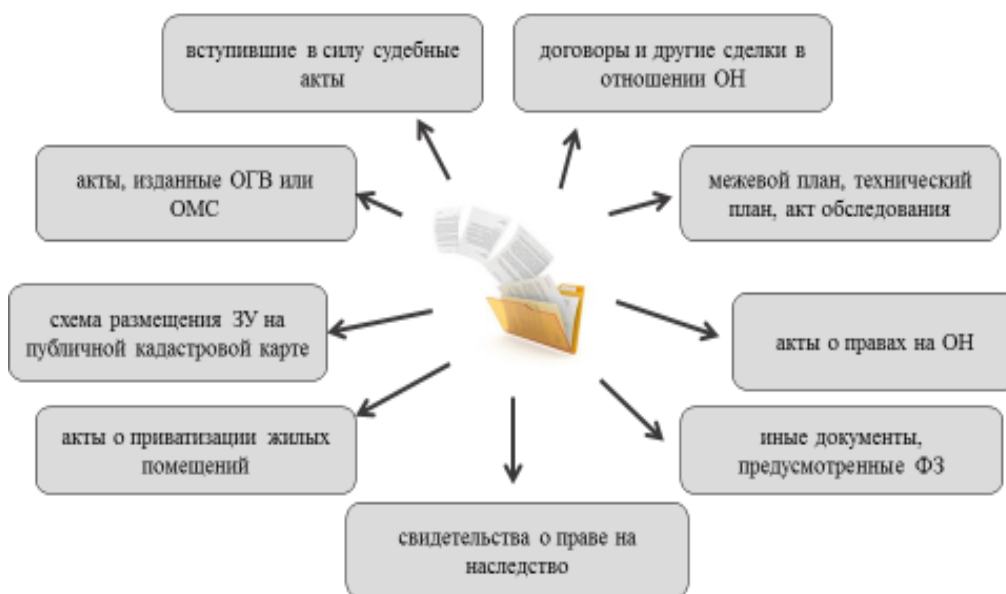 вступившие в силу судебные
акты
договоры и другие сделки в
отношении ОН
акты, изданные ОГВ или
ОМС
межевой план, технический
план, акт обследования
схема размещения ЗУ на
публичной кадастровой карте
акты о правах на ОН
акты о приватизации жилых
помещений
иные документы,
предусмотренные ФЗ
свидетельства о праве на
наследство